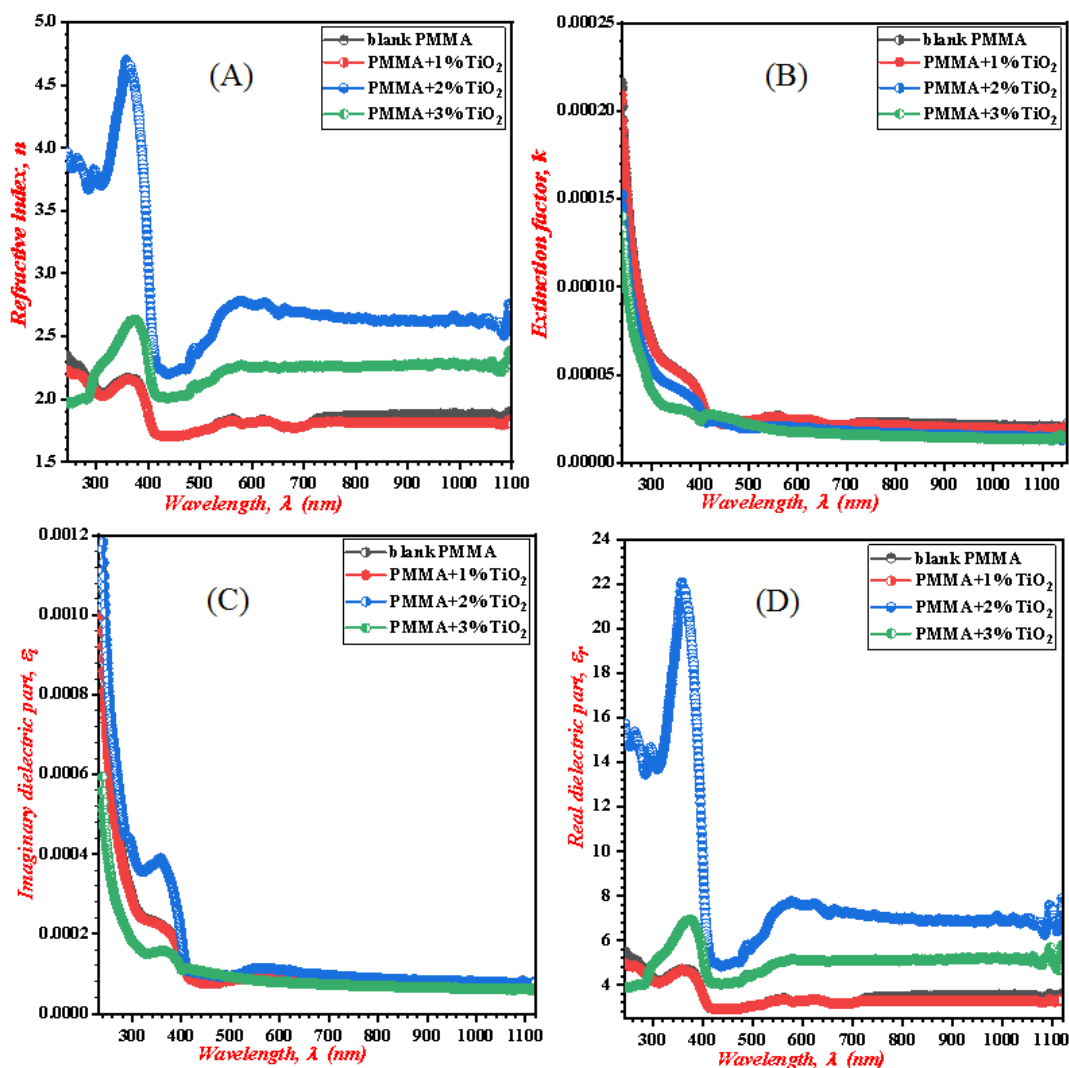 5.0
4.5
4.0
3.5
3.0
2.5
2.0
1.5
Refractive index, n
(A)
blank PMMA
PMMA+1%TiO₂
PMMA+2%TiO₂
PMMA+3%TiO₂
300 400 500 600 700 800 900 1000 1100
Wavelength, λ (nm)
0.00025
0.00020
0.00015
0.00010
0.00005
0.00000
Extinction factor, k
(B)
blank PMMA
PMMA+1%TiO₂
PMMA+2%TiO₂
PMMA+3%TiO₂
300 400 500 600 700 800 900 1000 1100
Wavelength, λ (nm)
0.0012
0.0010
0.0008
0.0006
0.0004
0.0002
0.0000
Imaginary dielectric part, εᵢ
(C)
blank PMMA
PMMA+1%TiO₂
PMMA+2%TiO₂
PMMA+3%TiO₂
300 400 500 600 700 800 900 1000 1100
Wavelength, λ (nm)
24
22
20
18
16
14
12
10
8
6
4
Real dielectric part, εᵣ
(D)
blank PMMA
PMMA+1%TiO₂
PMMA+2%TiO₂
PMMA+3%TiO₂
300 400 500 600 700 800 900 1000 1100
Wavelength, λ (nm)